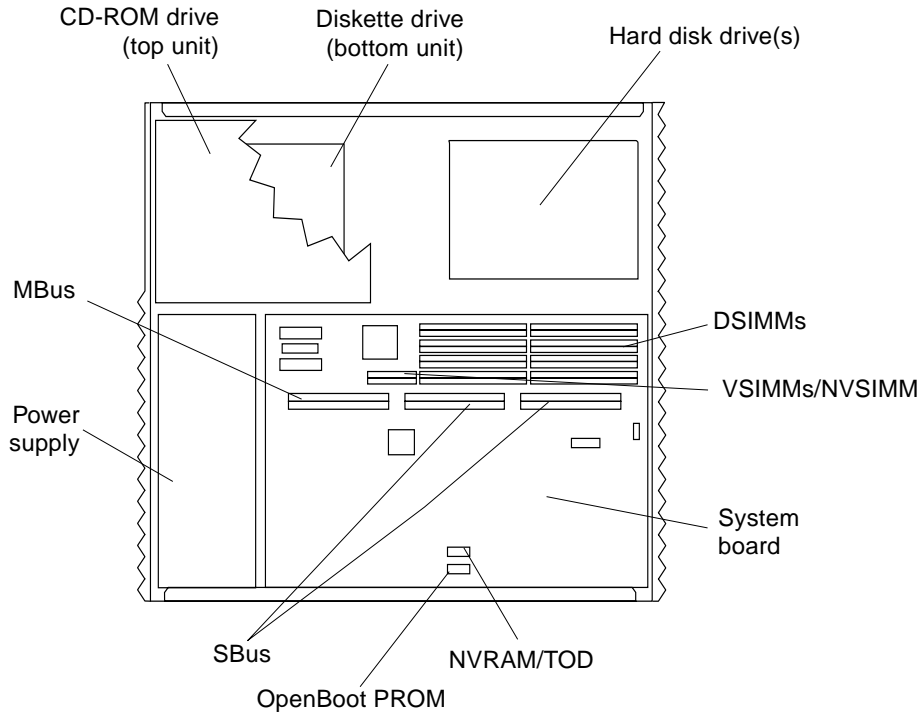 CD-ROM drive
(top unit)
Diskette drive
(bottom unit)
Hard disk drive(s)
MBus
DSIMMs
VSIMMs/NVSIMM
Power
supply
System
board
SBus
NVRAM/TOD
OpenBoot PROM